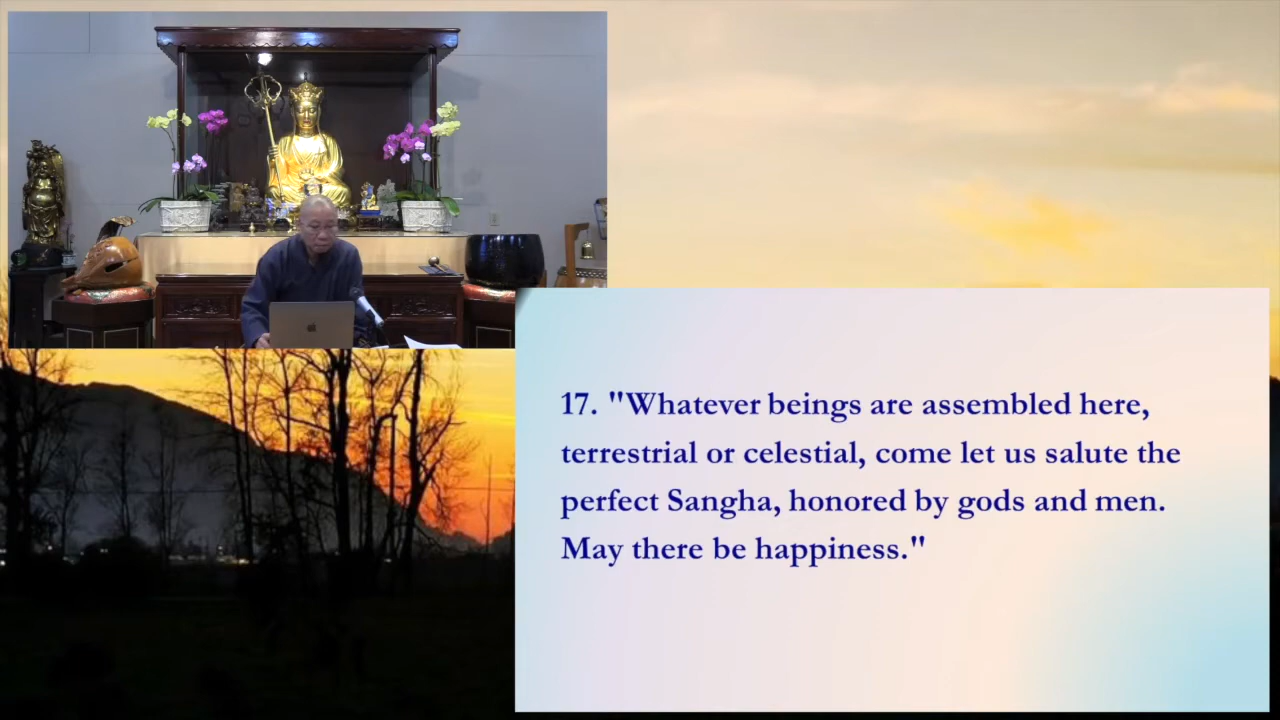 17. "Whatever beings are assembled here,
terrestrial or celestial, come let us salute the
perfect Sangha, honored by gods and men.
May there be happiness."